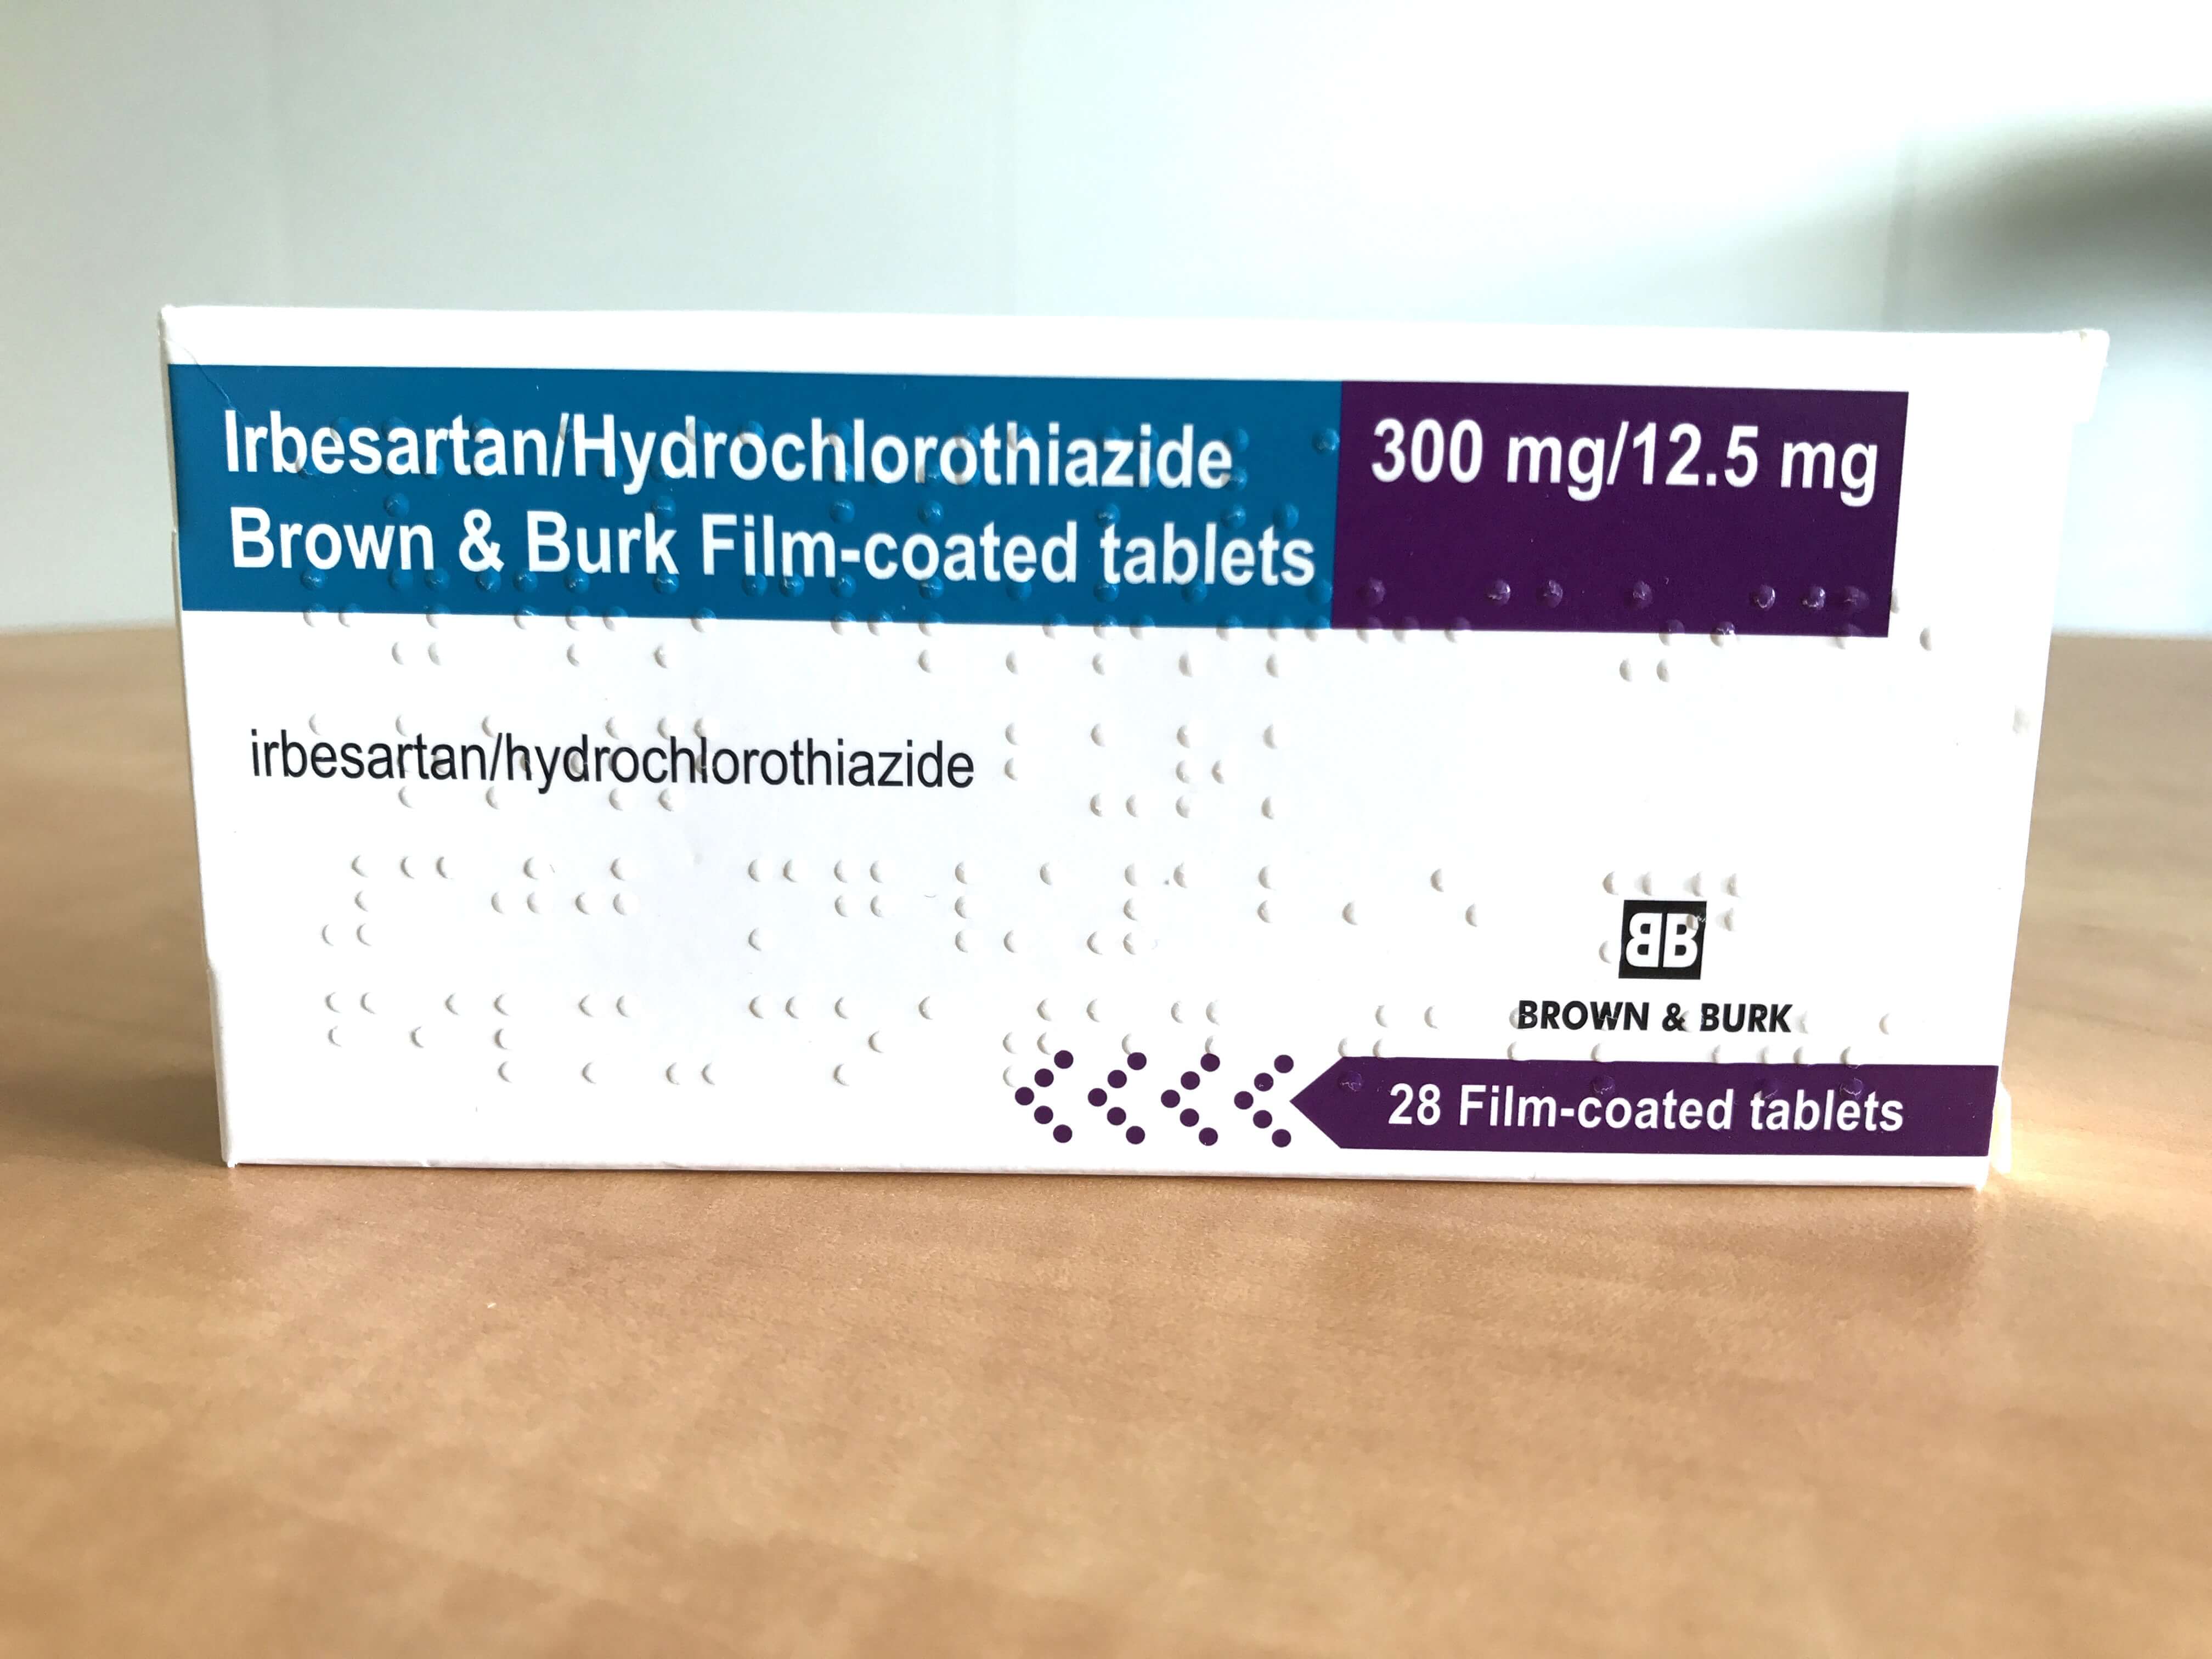 Irbesartan/Hydrochlorothiazide
Brown & Burk Film-coated tablets
300 mg/12.5 mg
irbesartan/hydrochlorothiazide
BB
BROWN & BURK
28 Film-coated tablets